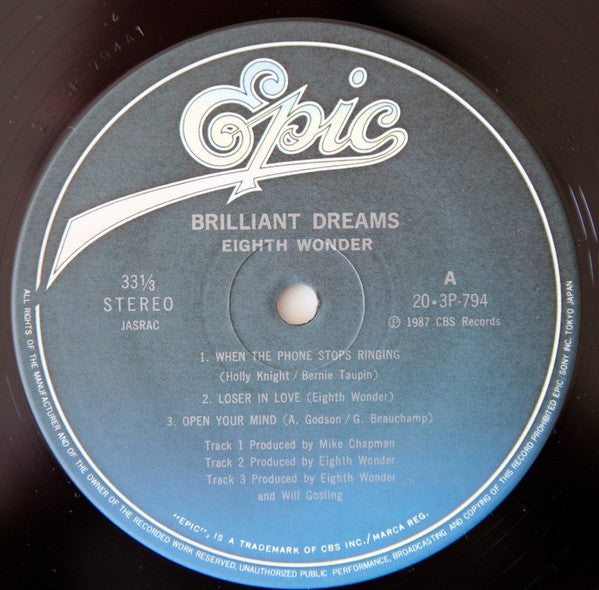 20 3P 794A1
Epic
BRILLIANT DREAMS
EIGHTH WONDER
33⅓
STEREO
JASRAC
A
20•3P-794
Ⓟ 1987 CBS Records
1. WHEN THE PHONE STOPS RINGING
(Holly Knight / Bernie Taupin)
2. LOSER IN LOVE (Eighth Wonder)
3. OPEN YOUR MIND (A. Godson / G. Beauchamp)
Track 1 Produced by Mike Chapman
Track 2 Produced by Eighth Wonder
Track 3 Produced by Eighth Wonder
and Will Gosling
"EPIC", IS A TRADEMARK OF CBS INC./MARCA REG.
ALL RIGHTS OF THE MANUFACTURER AND OF THE OWNER OF THE RECORDED WORK RESERVED. UNAUTHORIZED PUBLIC PERFORMANCE, BROADCASTING AND COPYING OF THIS RECORD PROHIBITED EPIC/SONY INC. TOKYO JAPAN